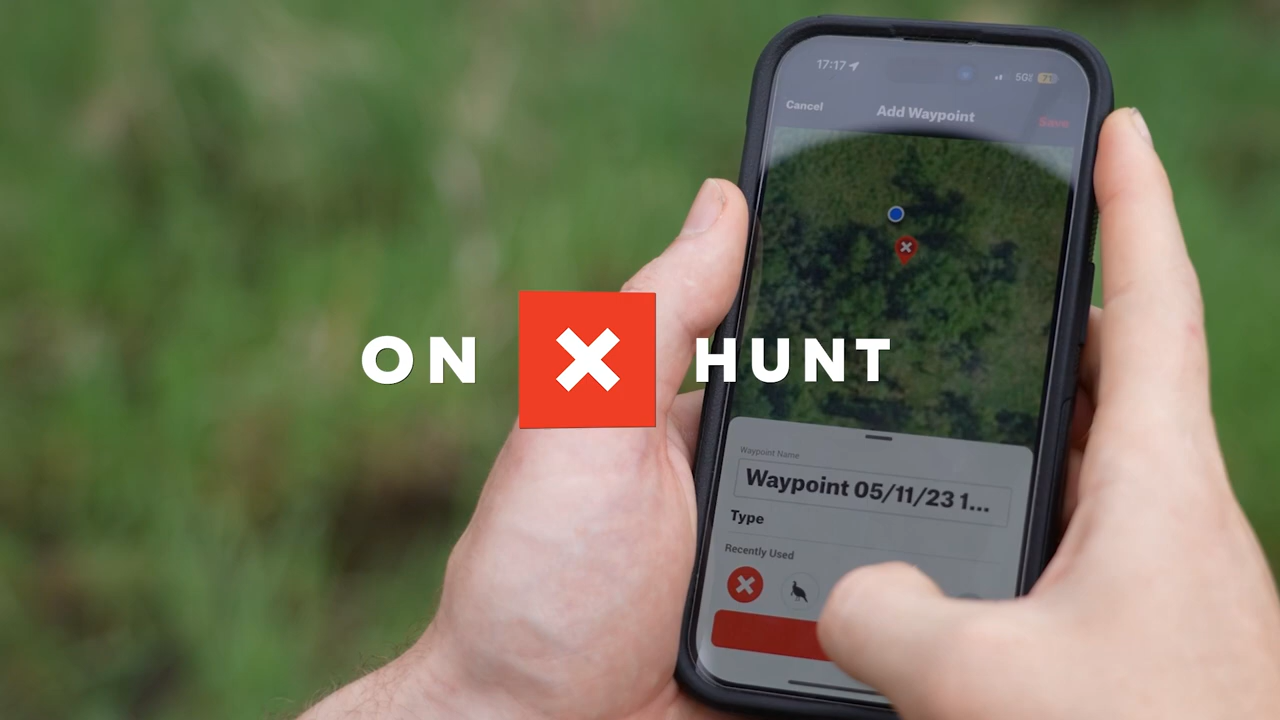 17:17
5G
71
Cancel
Add Waypoint
Save
ON X HUNT
Waypoint Name
Waypoint 05/11/23 1...
Type
Recently Used